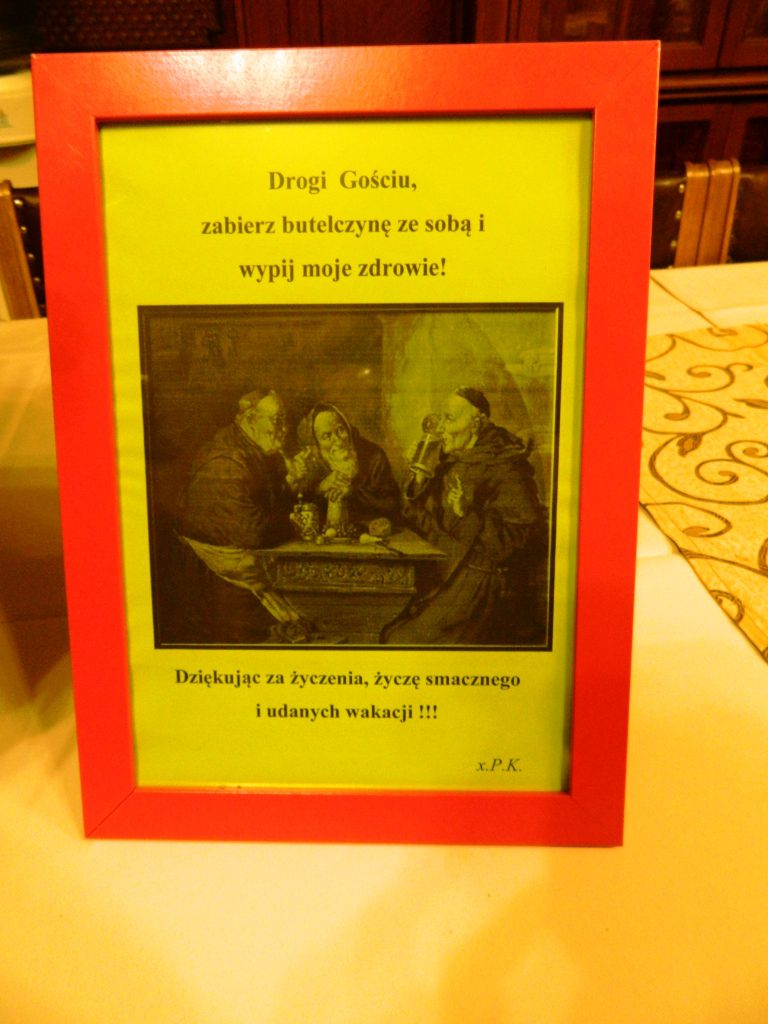 Drogi Gościu,
zabierz butelczynę ze sobą i
wypij moje zdrowie!
Dziękując za życzenia, życzę smacznego
i udanych wakacji !!!
x.P.K.